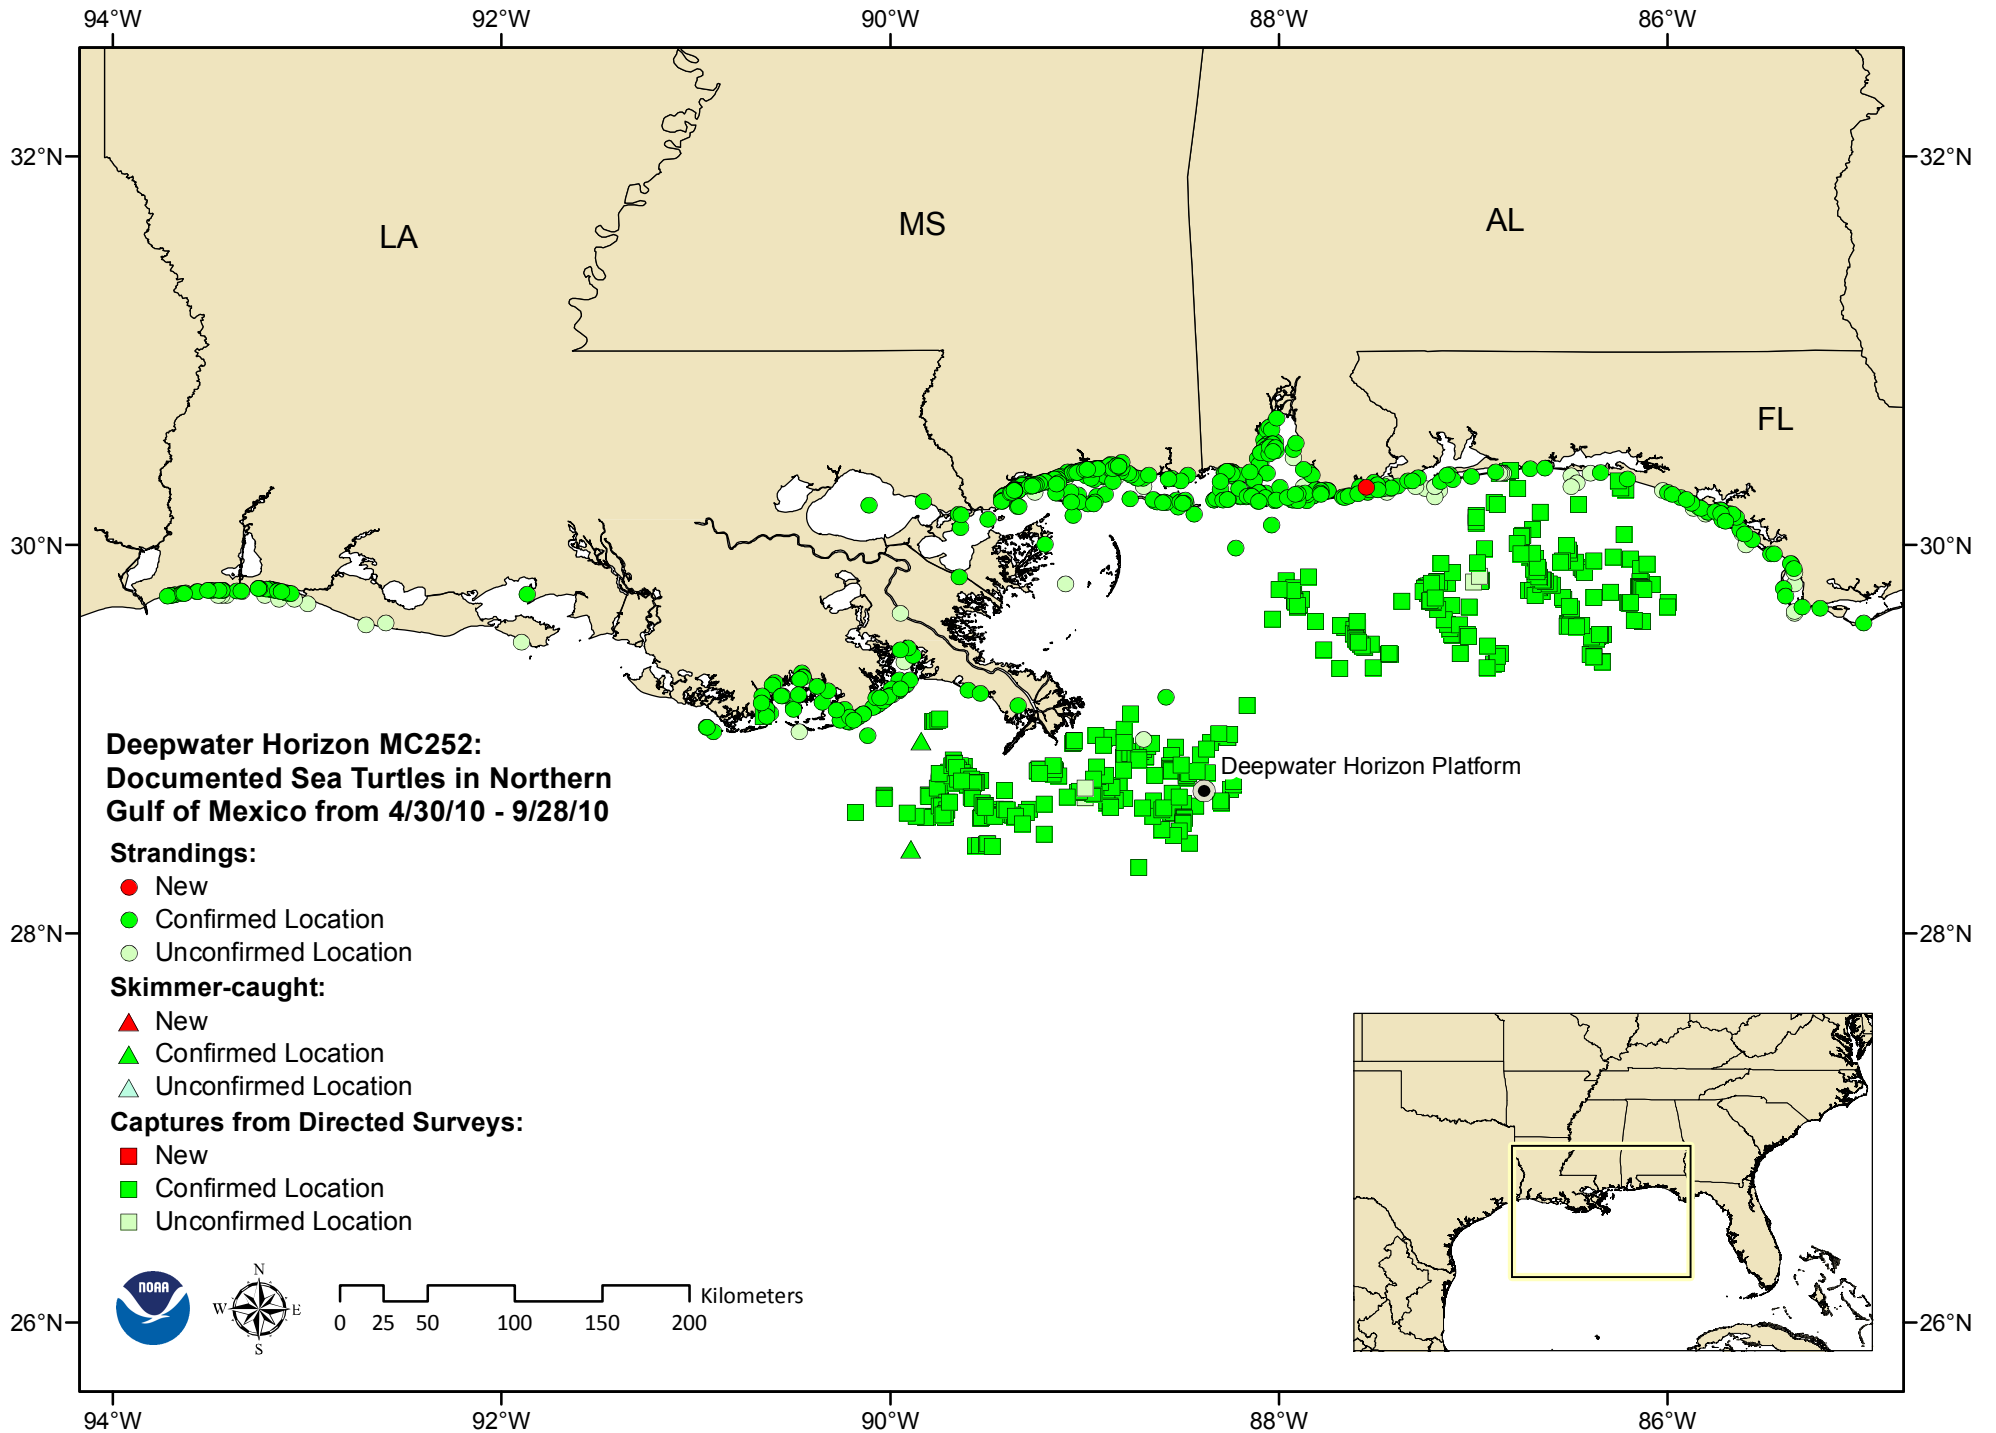 94°W 92°W 90°W 88°W 86°W
32°N 32°N
LA MS AL
FL
30°N 30°N
Deepwater Horizon Platform
Deepwater Horizon MC252:
Documented Sea Turtles in Northern
Gulf of Mexico from 4/30/10 - 9/28/10
Strandings:
New
Confirmed Location
Unconfirmed Location
28°N 28°N
Skimmer-caught:
New
Confirmed Location
Unconfirmed Location
Captures from Directed Surveys:
New
Confirmed Location
Unconfirmed Location
NOAA
N
W E
S
Kilometers
0 25 50 100 150 200
26°N 26°N
94°W 92°W 90°W 88°W 86°W